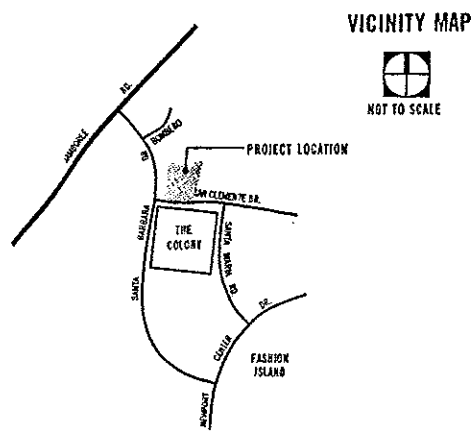 VICINITY MAP
NOT TO SCALE
JAMBOREE RD.
DR.
PROJECT LOCATION
SAN CLEMENTE DR.
SANTA BARBARA
THE
COLONY
SANTA MARIA RD.
NEWPORT CENTER DR.
FASHION
ISLAND